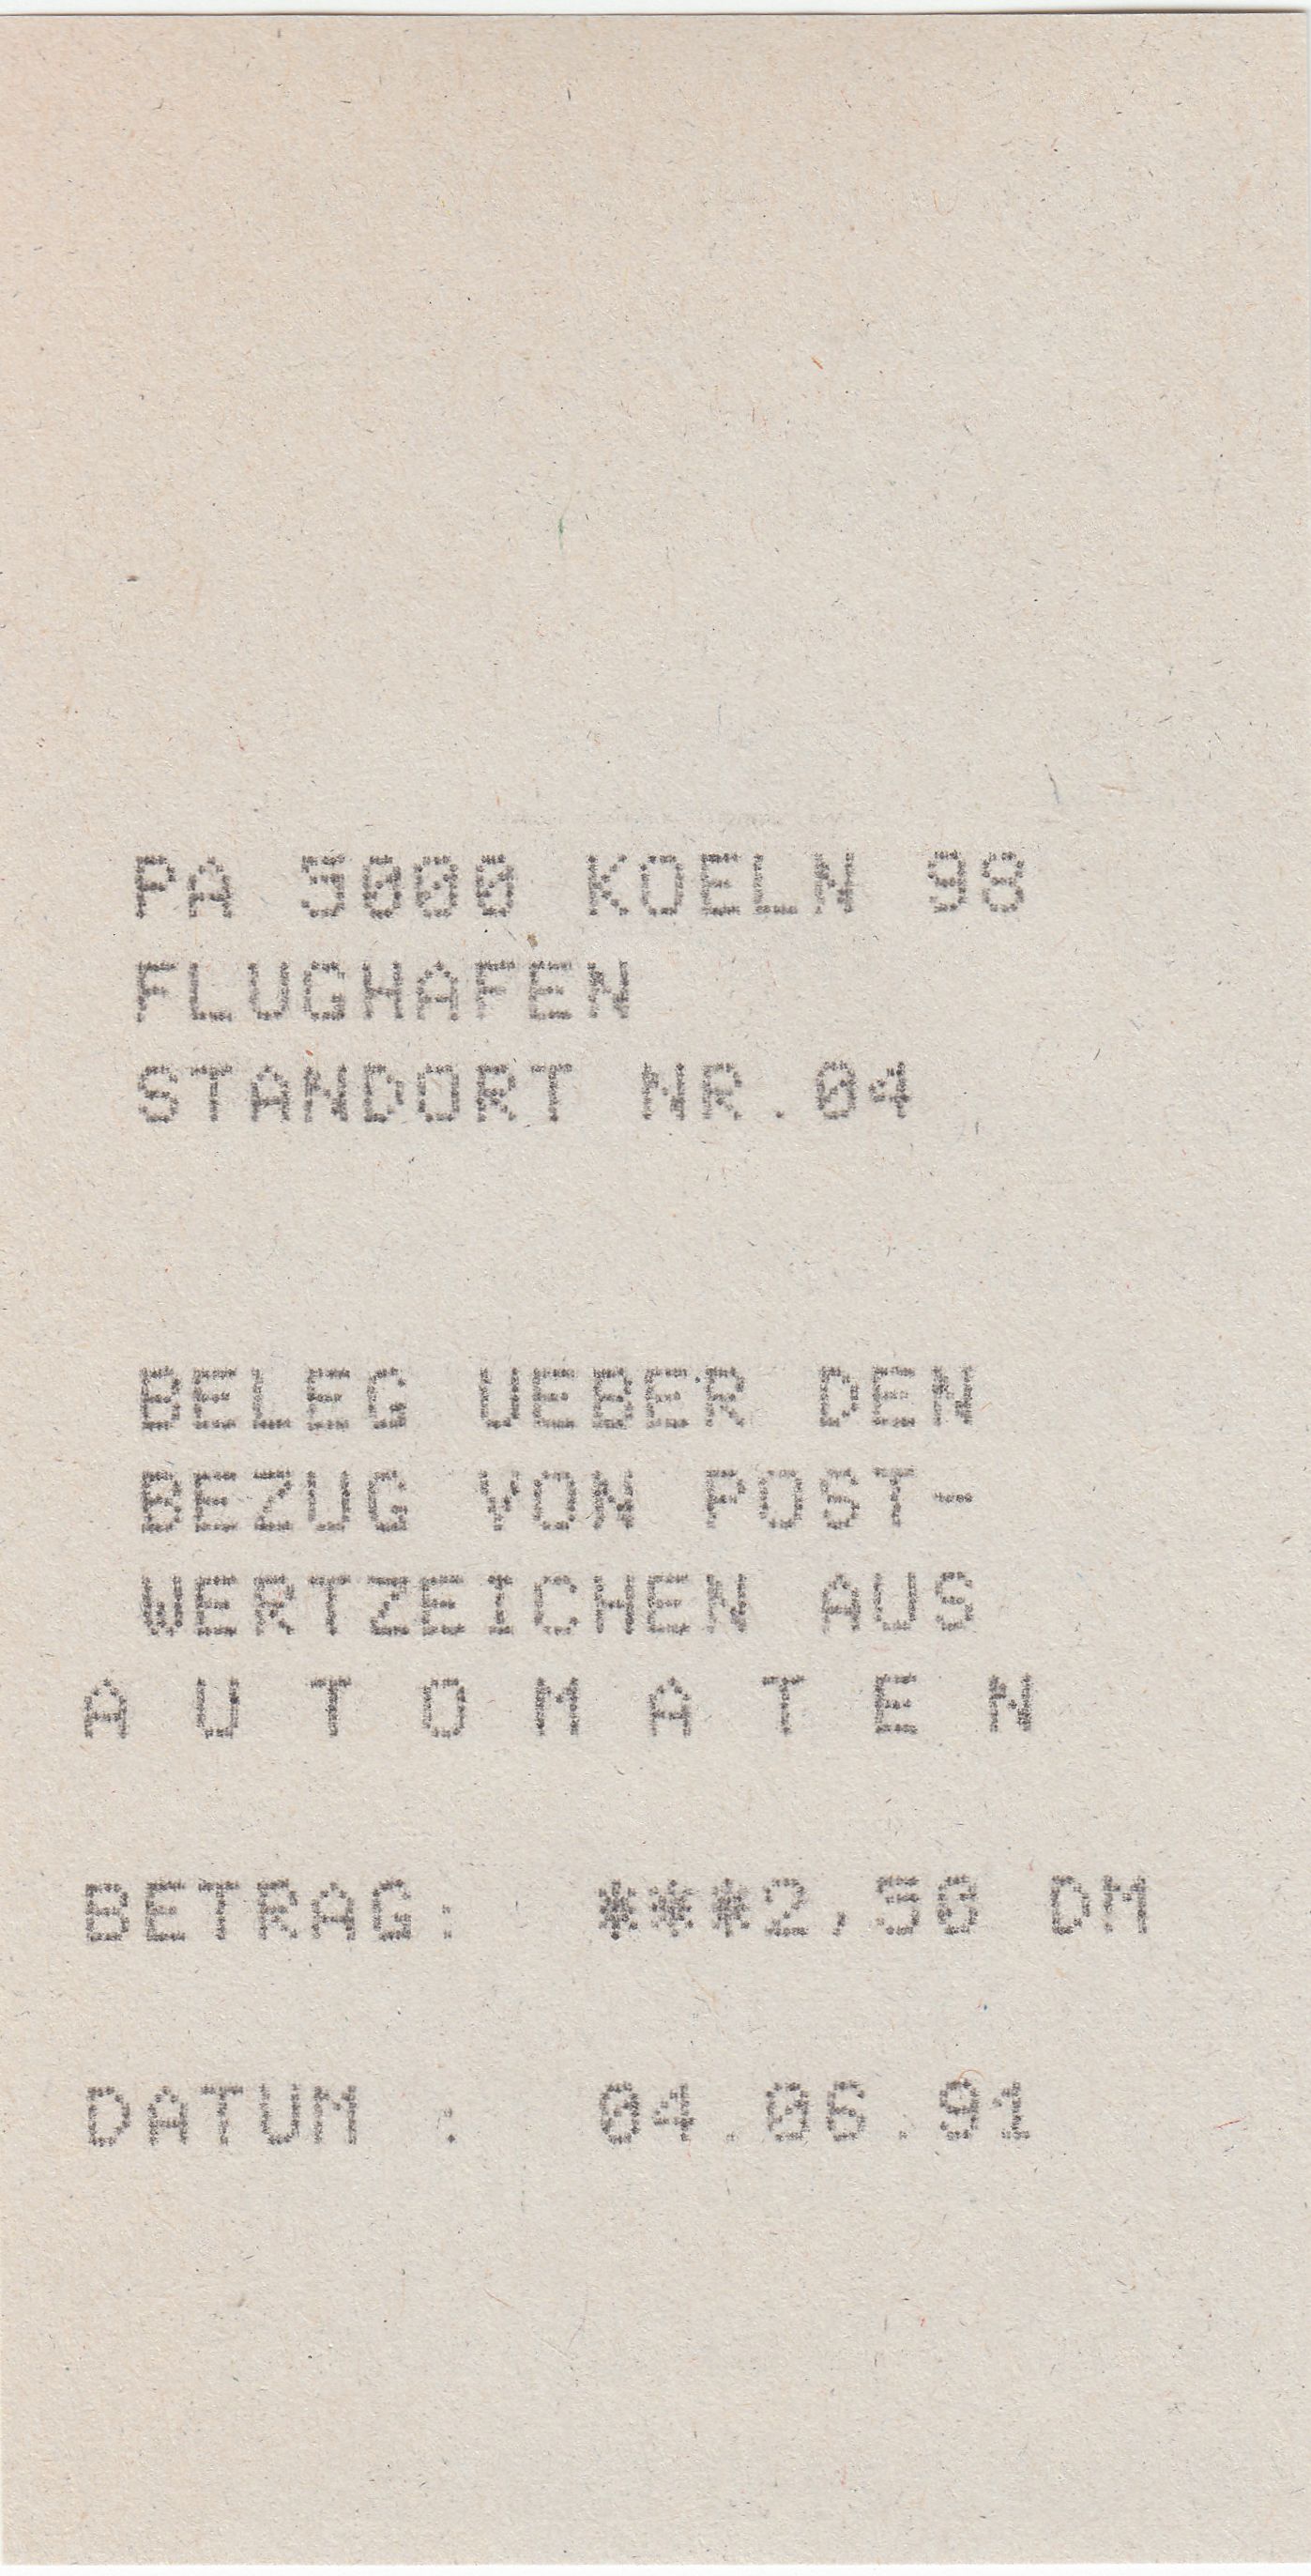 PA 5000 KOELN 98
FLUGHAFEN
STANDORT NR.04
BELEG UEBER DEN
BEZUG VON POST-
WERTZEICHEN AUS
A U T O M A T E N
BETRAG: ***2,50 DM
DATUM : 04.06.91